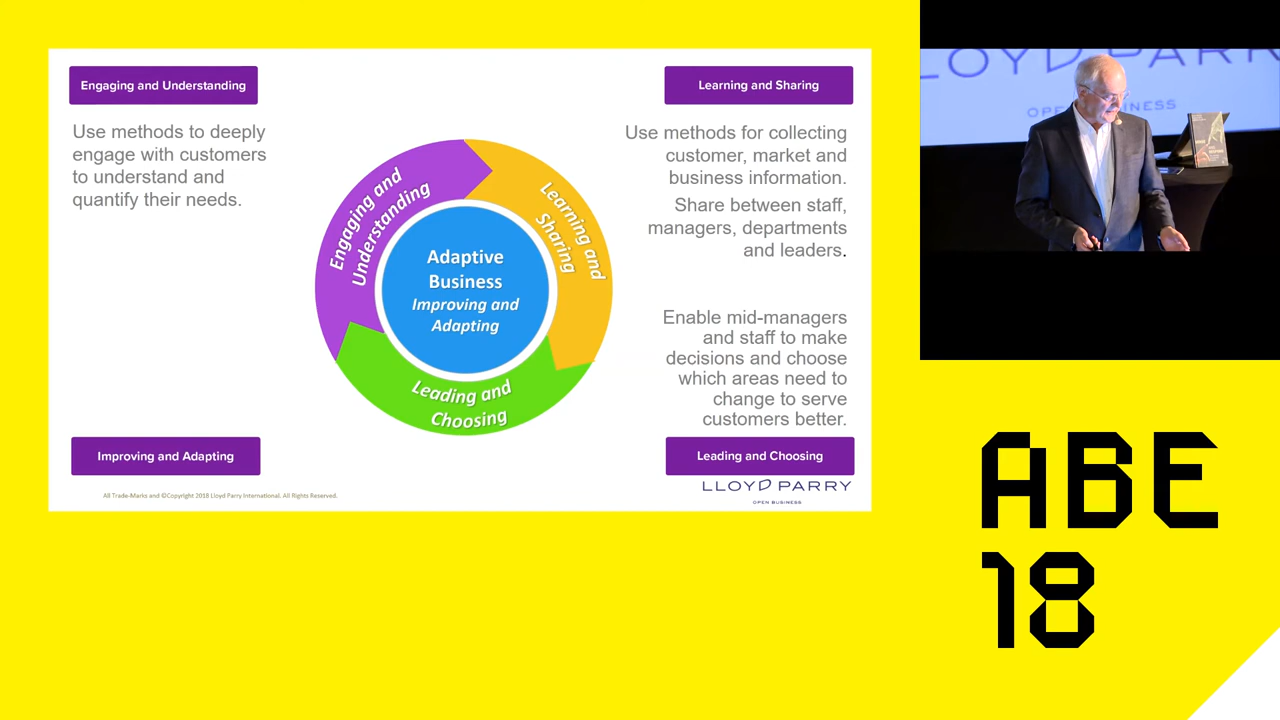 Engaging and Understanding
Use methods to deeply
engage with customers
to understand and
quantify their needs.
Learning and Sharing
Use methods for collecting
customer, market and
business information.
Share between staff,
managers, departments
and leaders.
Engaging and
Understanding
Learning and
Sharing
Adaptive
Business
Improving and
Adapting
Leading and
Choosing
Enable mid-managers
and staff to make
decisions and choose
which areas need to
change to serve
customers better.
Improving and Adapting
Leading and Choosing
All Trade-Marks and ©Copyright 2018 Lloyd Parry International. All Rights Reserved.
LLOYD PARRY
OPEN BUSINESS
LOYD PARRY
OPEN BUSINESS
ABE
18